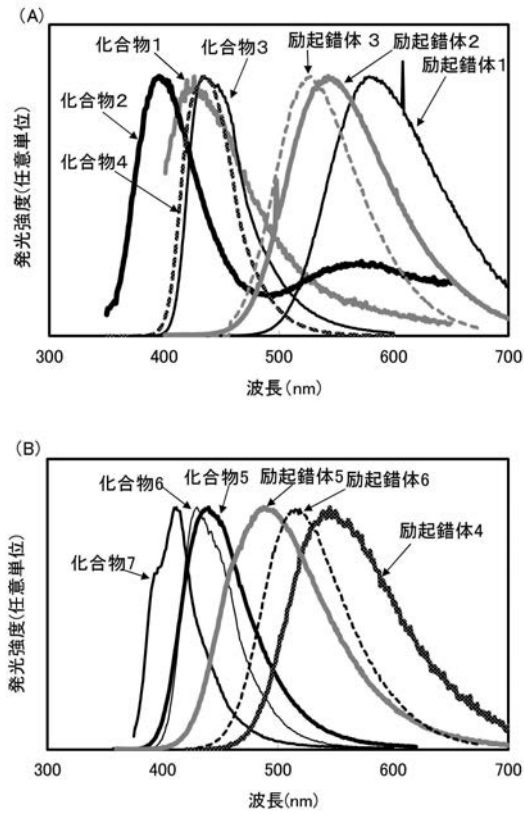 (A)
化合物1
化合物3
励起錯体 3
励起錯体2
励起錯体1
化合物2
化合物4
発光強度(任意単位)
300 400 500 600 700
波長(nm)
(B)
化合物6
化合物5
励起錯体5
励起錯体6
励起錯体4
化合物7
発光強度(任意単位)
300 400 500 600 700
波長(nm)